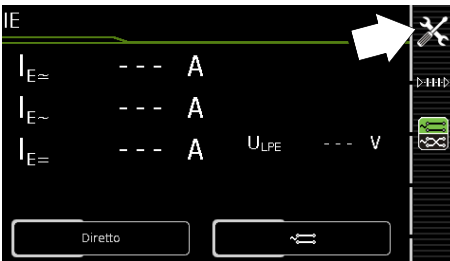 IE
IE≃ --- A
IE~ --- A
IE= --- A ULPE --- V
Diretto